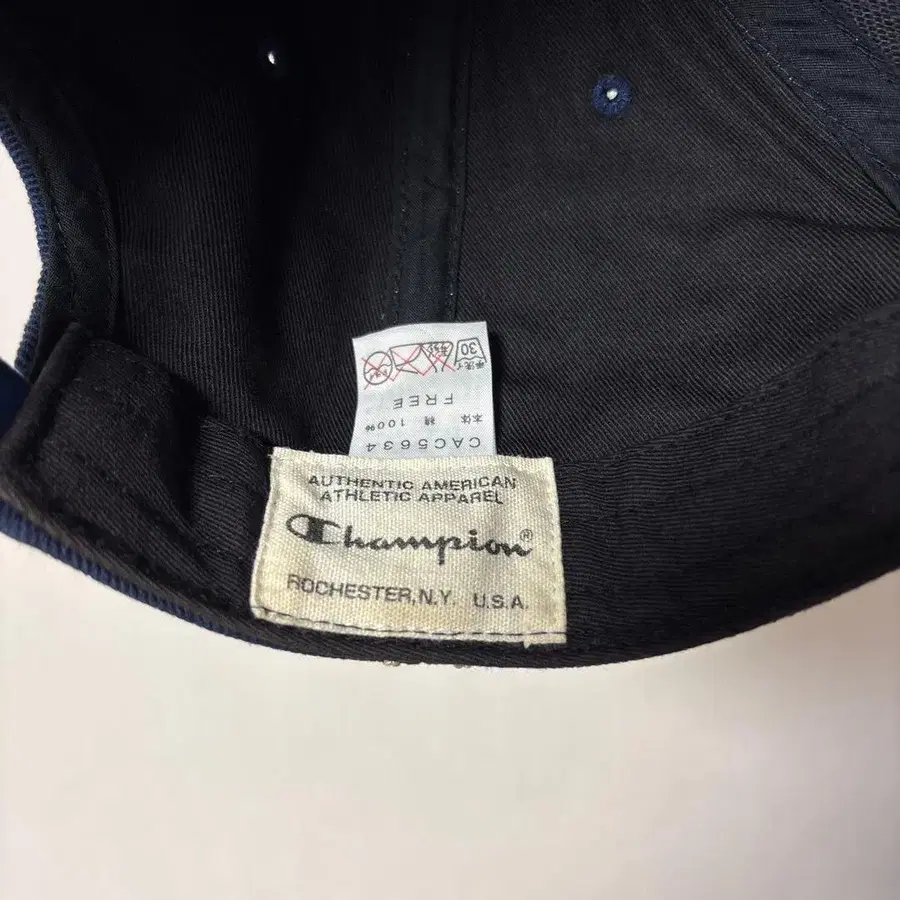 AUTHENTIC AMERICAN
ATHLETIC APPAREL
Champion®
ROCHESTER, N.Y. U.S.A.
CAC5634
本体 綿 100%
FREE
30